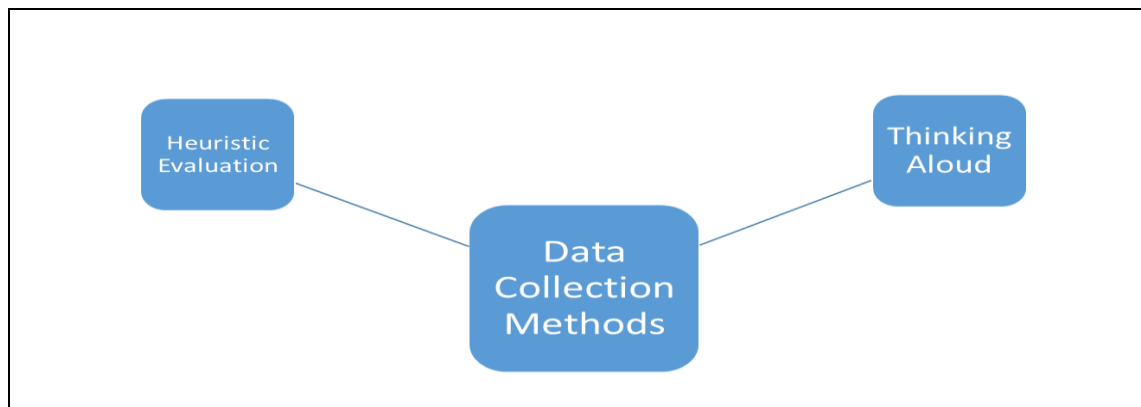 Heuristic
Evaluation
Thinking
Aloud
Data
Collection
Methods